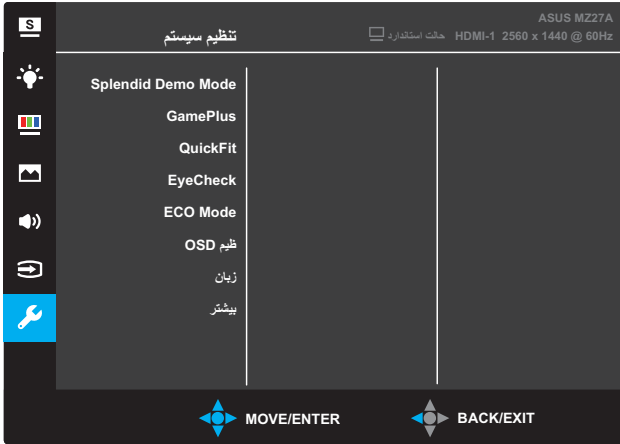 S
ASUS MZ27A
تنظیم سیستم
حالت استاندارد HDMI-1 2560 x 1440 @ 60Hz
Splendid Demo Mode
GamePlus
QuickFit
EyeCheck
ECO Mode
ظیم OSD
زبان
بیشتر
MOVE/ENTER
BACK/EXIT